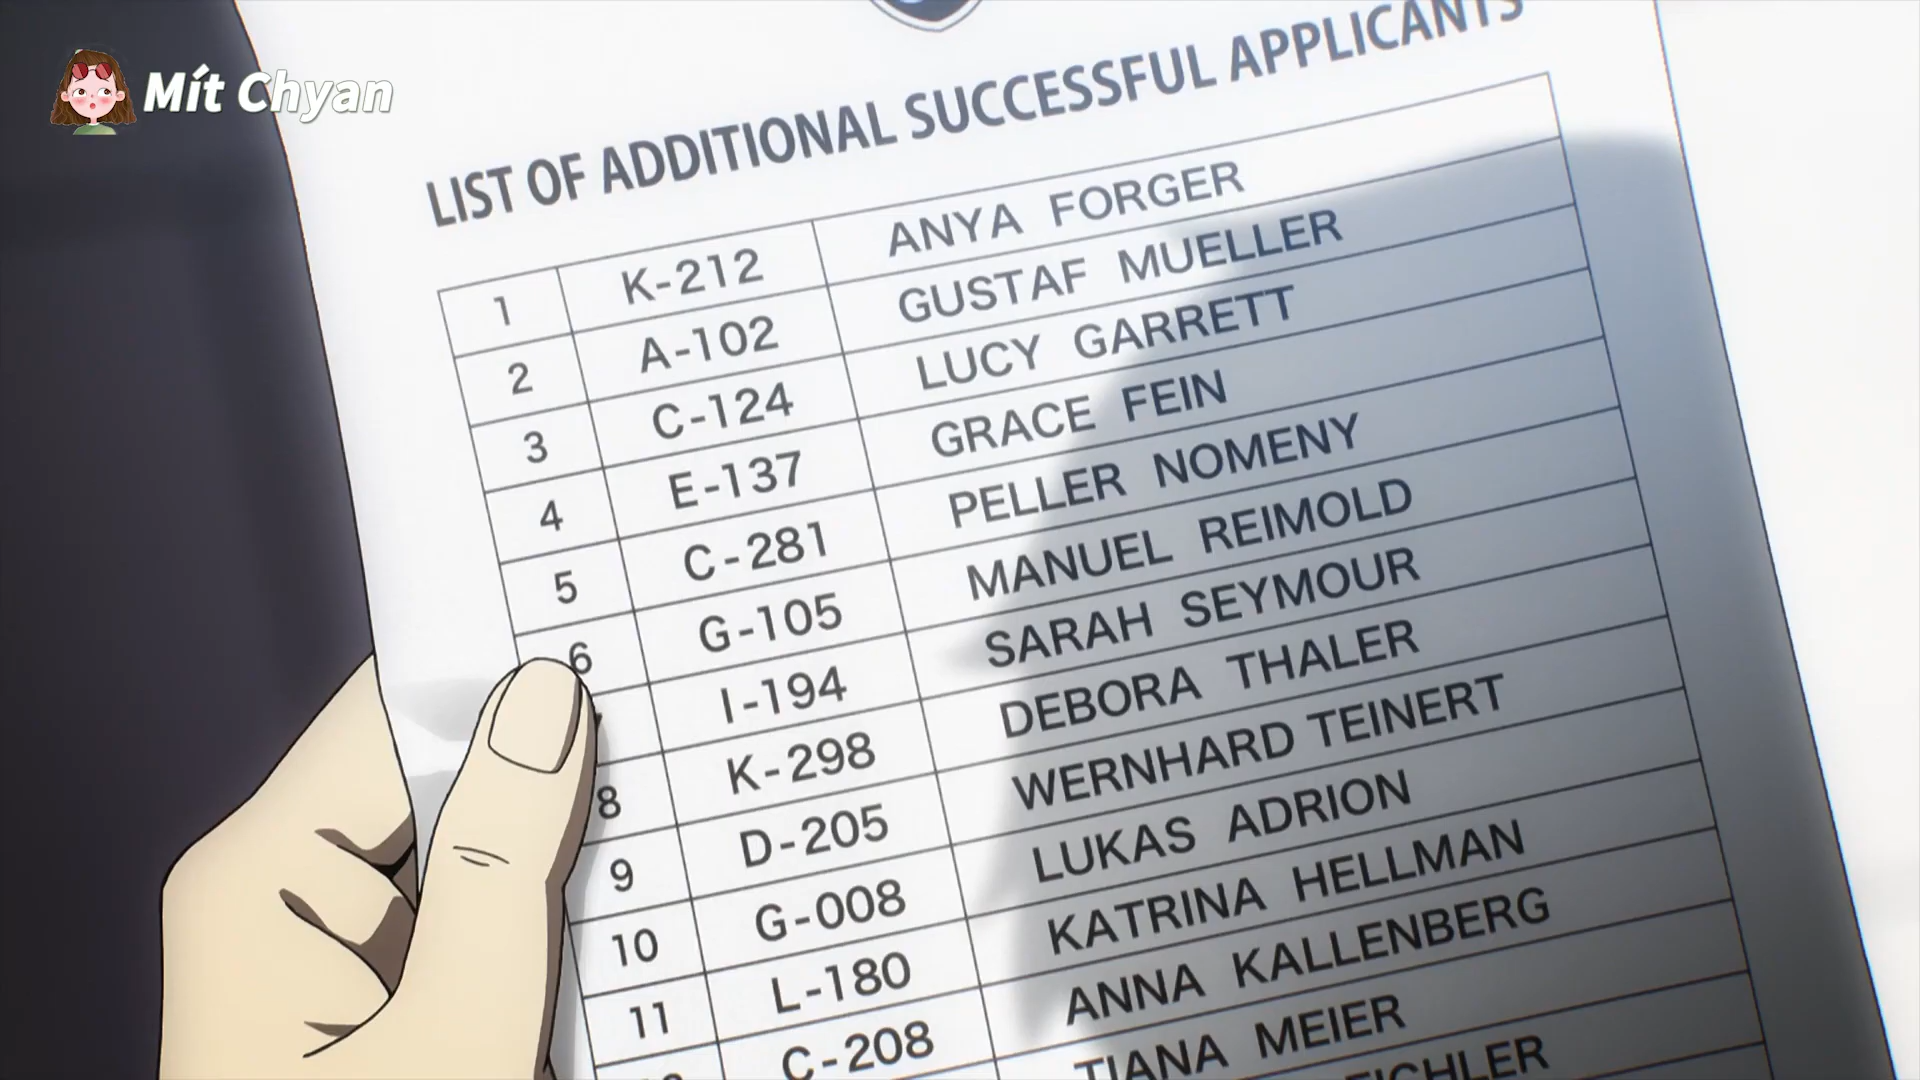 Mít Chyan
LIST OF ADDITIONAL SUCCESSFUL APPLICANTS
1 K-212 ANYA FORGER
2 A-102 GUSTAF MUELLER
3 C-124 LUCY GARRETT
4 E-137 GRACE FEIN
5 C-281 PELLER NOMENY
6 G-105 MANUEL REIMOLD
I-194 SARAH SEYMOUR
8 K-298 DEBORA THALER
9 D-205 WERNHARD TEINERT
10 G-008 LUKAS ADRION
11 L-180 KATRINA HELLMAN
C-208 ANNA KALLENBERG
TIANA MEIER